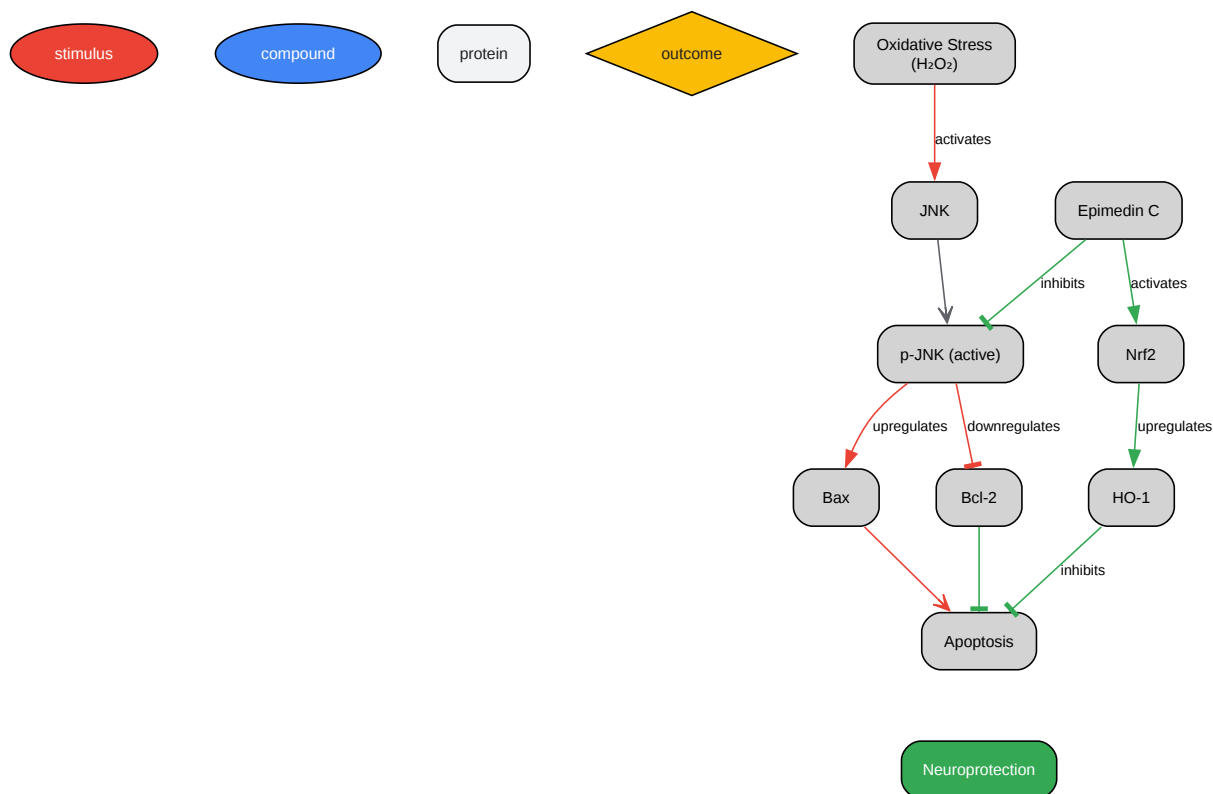 stimulus
compound
protein
outcome
Oxidative Stress
(H₂O₂)
activates
JNK
Epimedin C
inhibits
activates
p-JNK (active)
Nrf2
upregulates
downregulates
upregulates
Bax
Bcl-2
HO-1
inhibits
Apoptosis
Neuroprotection